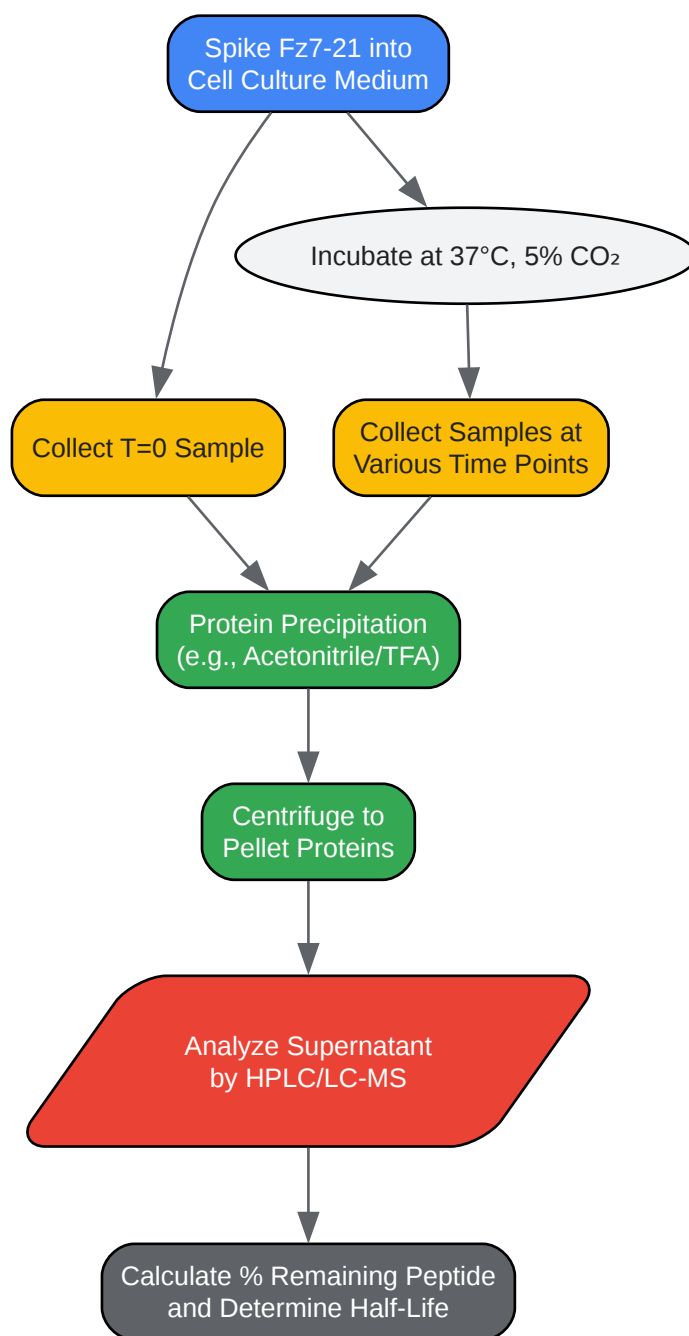 Spike Fz7-21 into
Cell Culture Medium
Incubate at 37°C, 5% CO₂
Collect T=0 Sample
Collect Samples at
Various Time Points
Protein Precipitation
(e.g., Acetonitrile/TFA)
Centrifuge to
Pellet Proteins
Analyze Supernatant
by HPLC/LC-MS
Calculate % Remaining Peptide
and Determine Half-Life